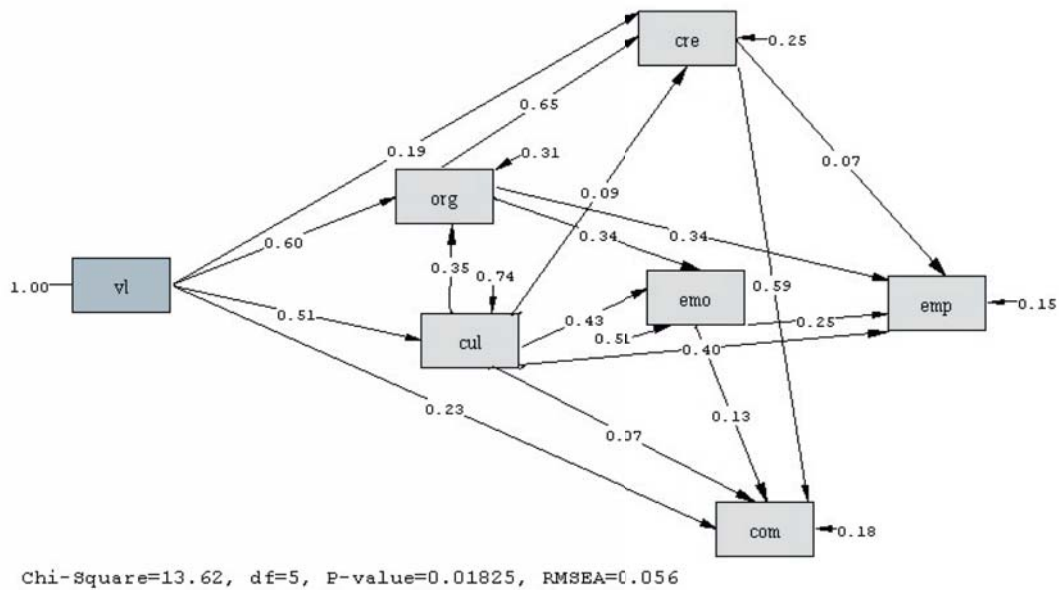 cre
0.25
0.65
0.19
0.31
0.07
org
0.09
0.60
0.34
0.34
0.35
0.74
1.00
vl
emo
0.59
emp
0.15
0.51
cul
0.43
0.51
0.25
0.40
0.23
0.13
0.07
com
0.18
Chi-Square=13.62, df=5, P-value=0.01825, RMSEA=0.056